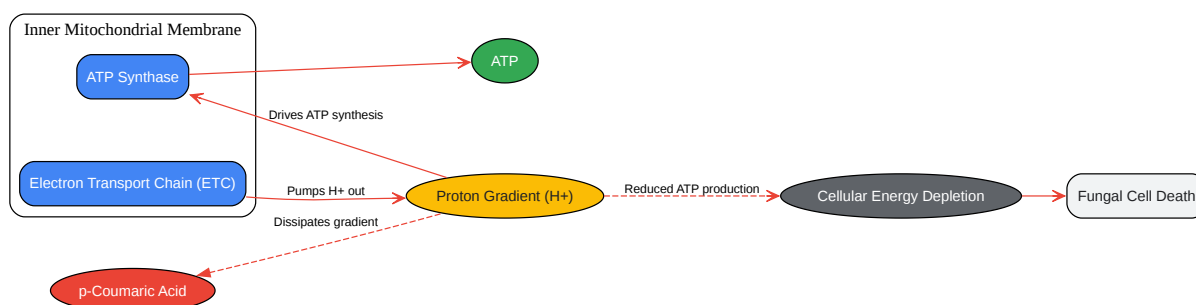 Inner Mitochondrial Membrane
ATP Synthase
ATP
Drives ATP synthesis
Electron Transport Chain (ETC)
Pumps H+ out
Proton Gradient (H+)
Reduced ATP production
Cellular Energy Depletion
Fungal Cell Death
Dissipates gradient
p-Coumaric Acid